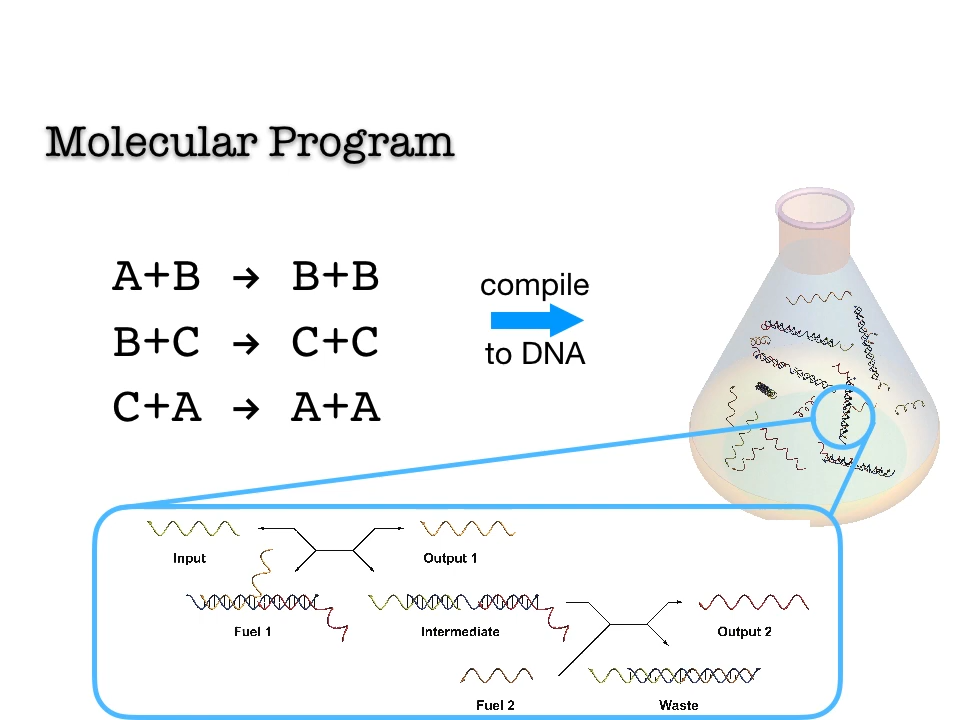 Molecular Program
A+B → B+B
B+C → C+C
C+A → A+A
compile
to DNA
Input
Output 1
Fuel 1
Intermediate
Output 2
Fuel 2
Waste